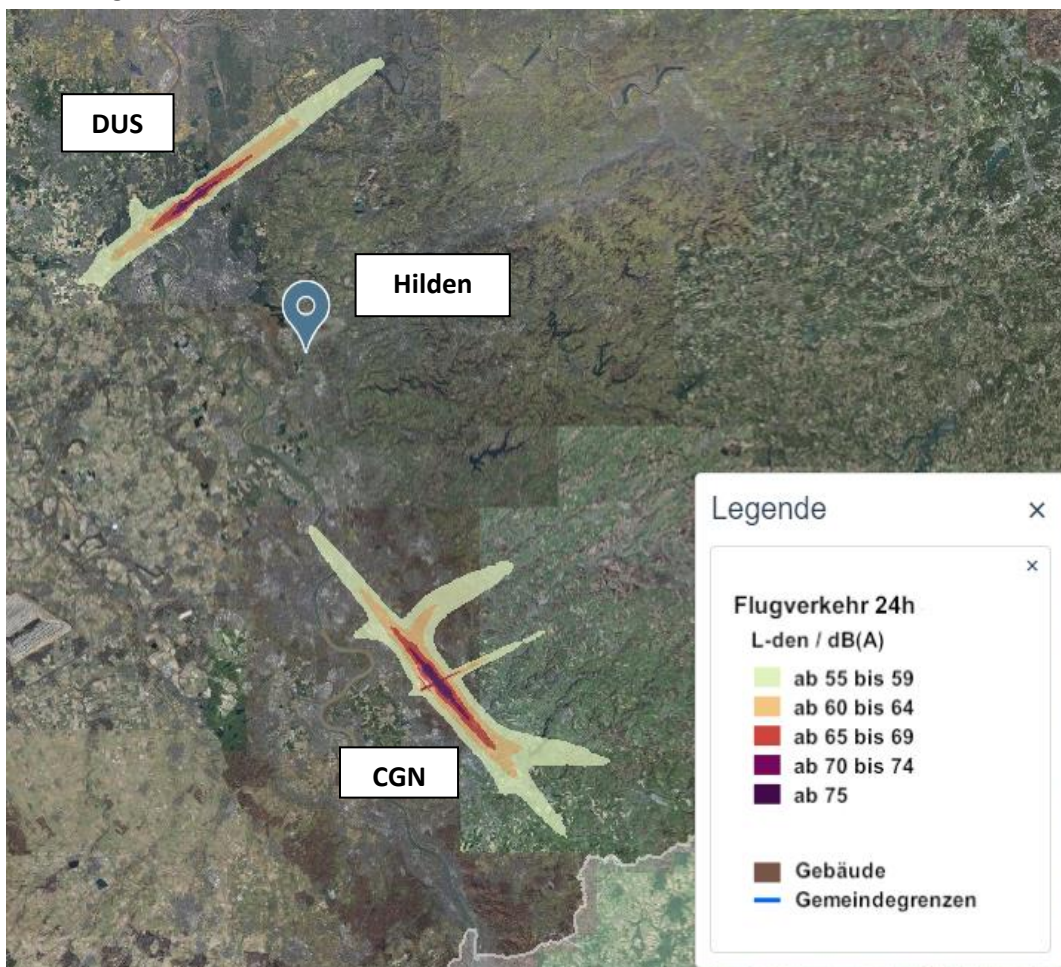 DUS
Hilden
CGN
Legende
Flugverkehr 24h
L-den / dB(A)
ab 55 bis 59
ab 60 bis 64
ab 65 bis 69
ab 70 bis 74
ab 75
Gebäude
Gemeindegrenzen